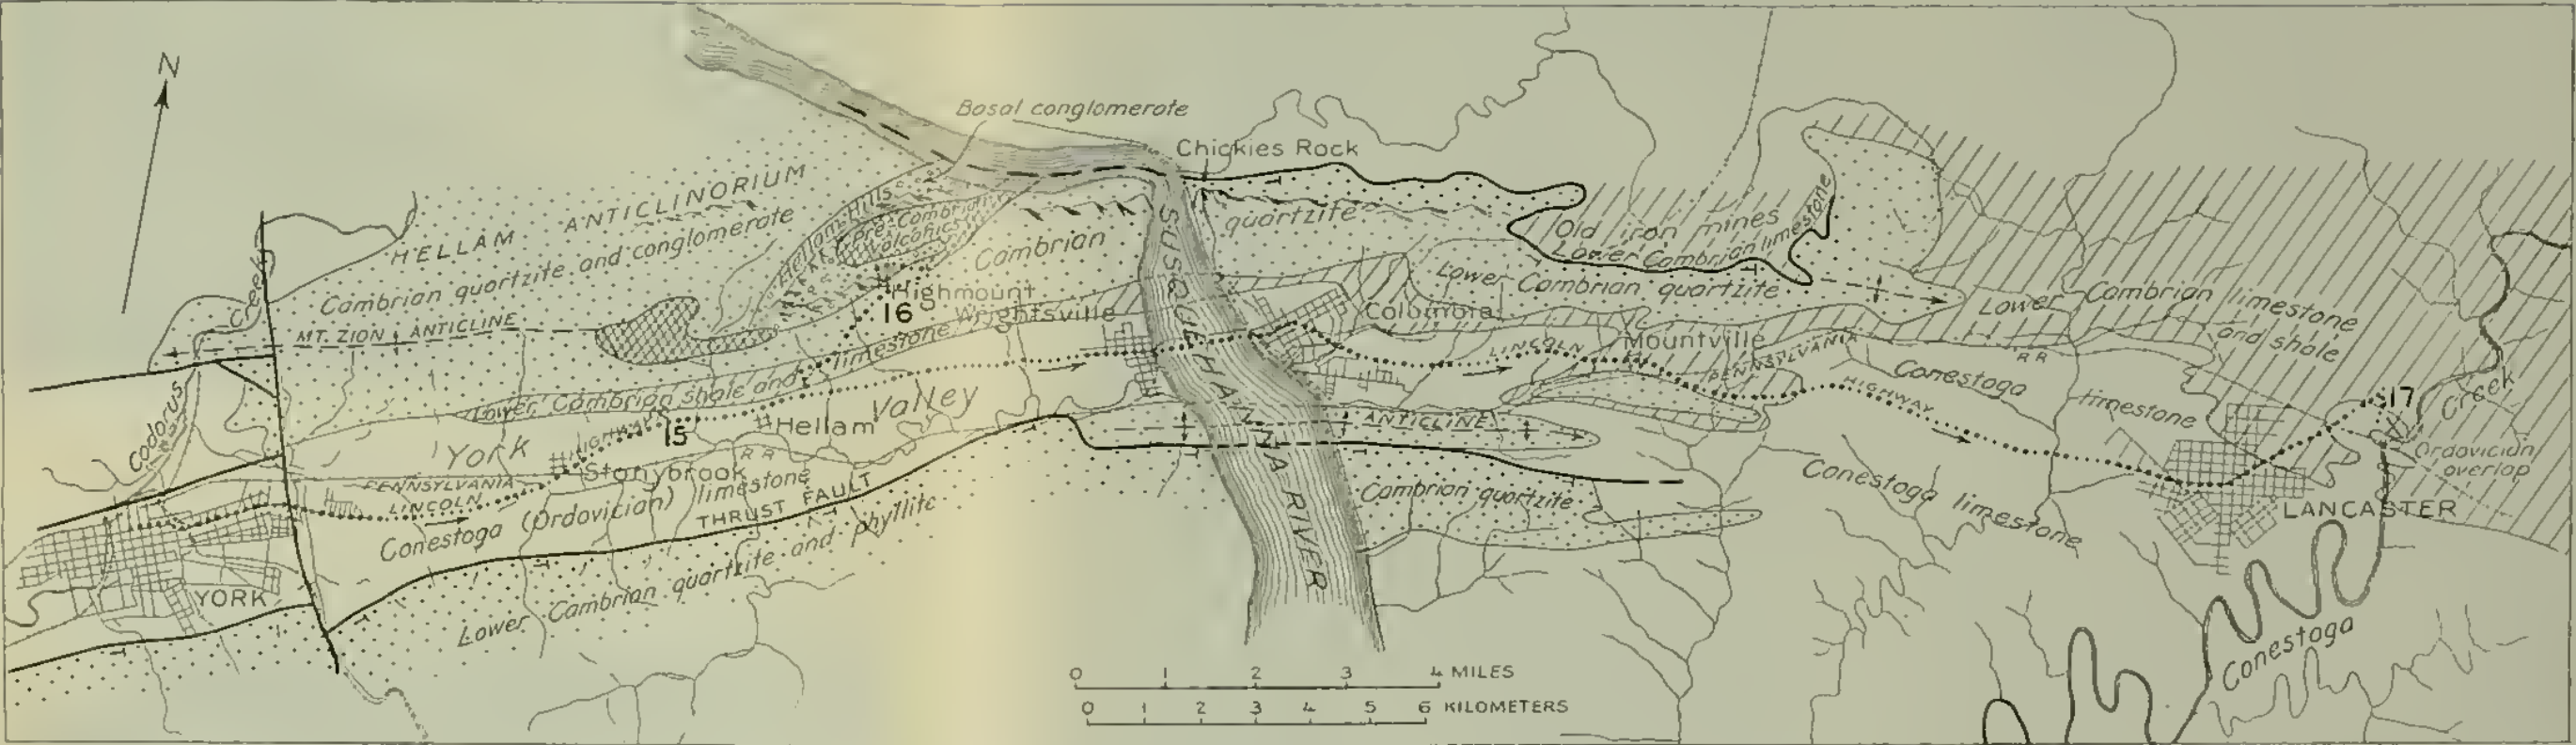 N
Basal conglomerate
Chickies Rock
HELLAM ANTICLINORIUM
Cambrian quartzite and conglomerate
Hellam Hills
Pre-Cambrian
volcanics
Cambrian
quartzite
Old iron mines
Lower Cambrian limestone
Lower Cambrian quartzite
Lower Cambrian limestone
and shale
Creek
MT. ZION ANTICLINE
Highmount
16
Wrightsville
Columbia
Mountville
LINCOLN
PENNSYLVANIA
R R
HIGHWAY
Conestoga
limestone
17
Creek
Ordovician
overlap
Codorus
Lower Cambrian shale and limestone
York Valley
HIGHWAY
15
Hellam
Stonybrook
R R
PENNSYLVANIA
LINCOLN
Conestoga (Ordovician) limestone
THRUST FAULT
Lower Cambrian quartzite and phyllite
YORK
SUSQUEHANNA RIVER
ANTICLINE
Cambrian quartzite
Conestoga limestone
LANCASTER
Conestoga
0 1 2 3 4 MILES
0 1 2 3 4 5 6 KILOMETERS